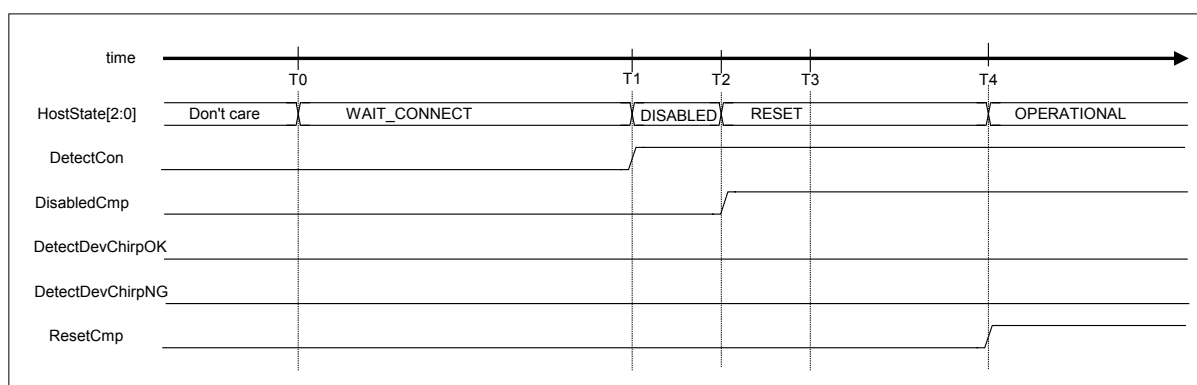 time
T0 T1 T2 T3 T4
HostState[2:0] Don't care WAIT_CONNECT DISABLED RESET OPERATIONAL
DetectCon
DisabledCmp
DetectDevChirpOK
DetectDevChirpNG
ResetCmp